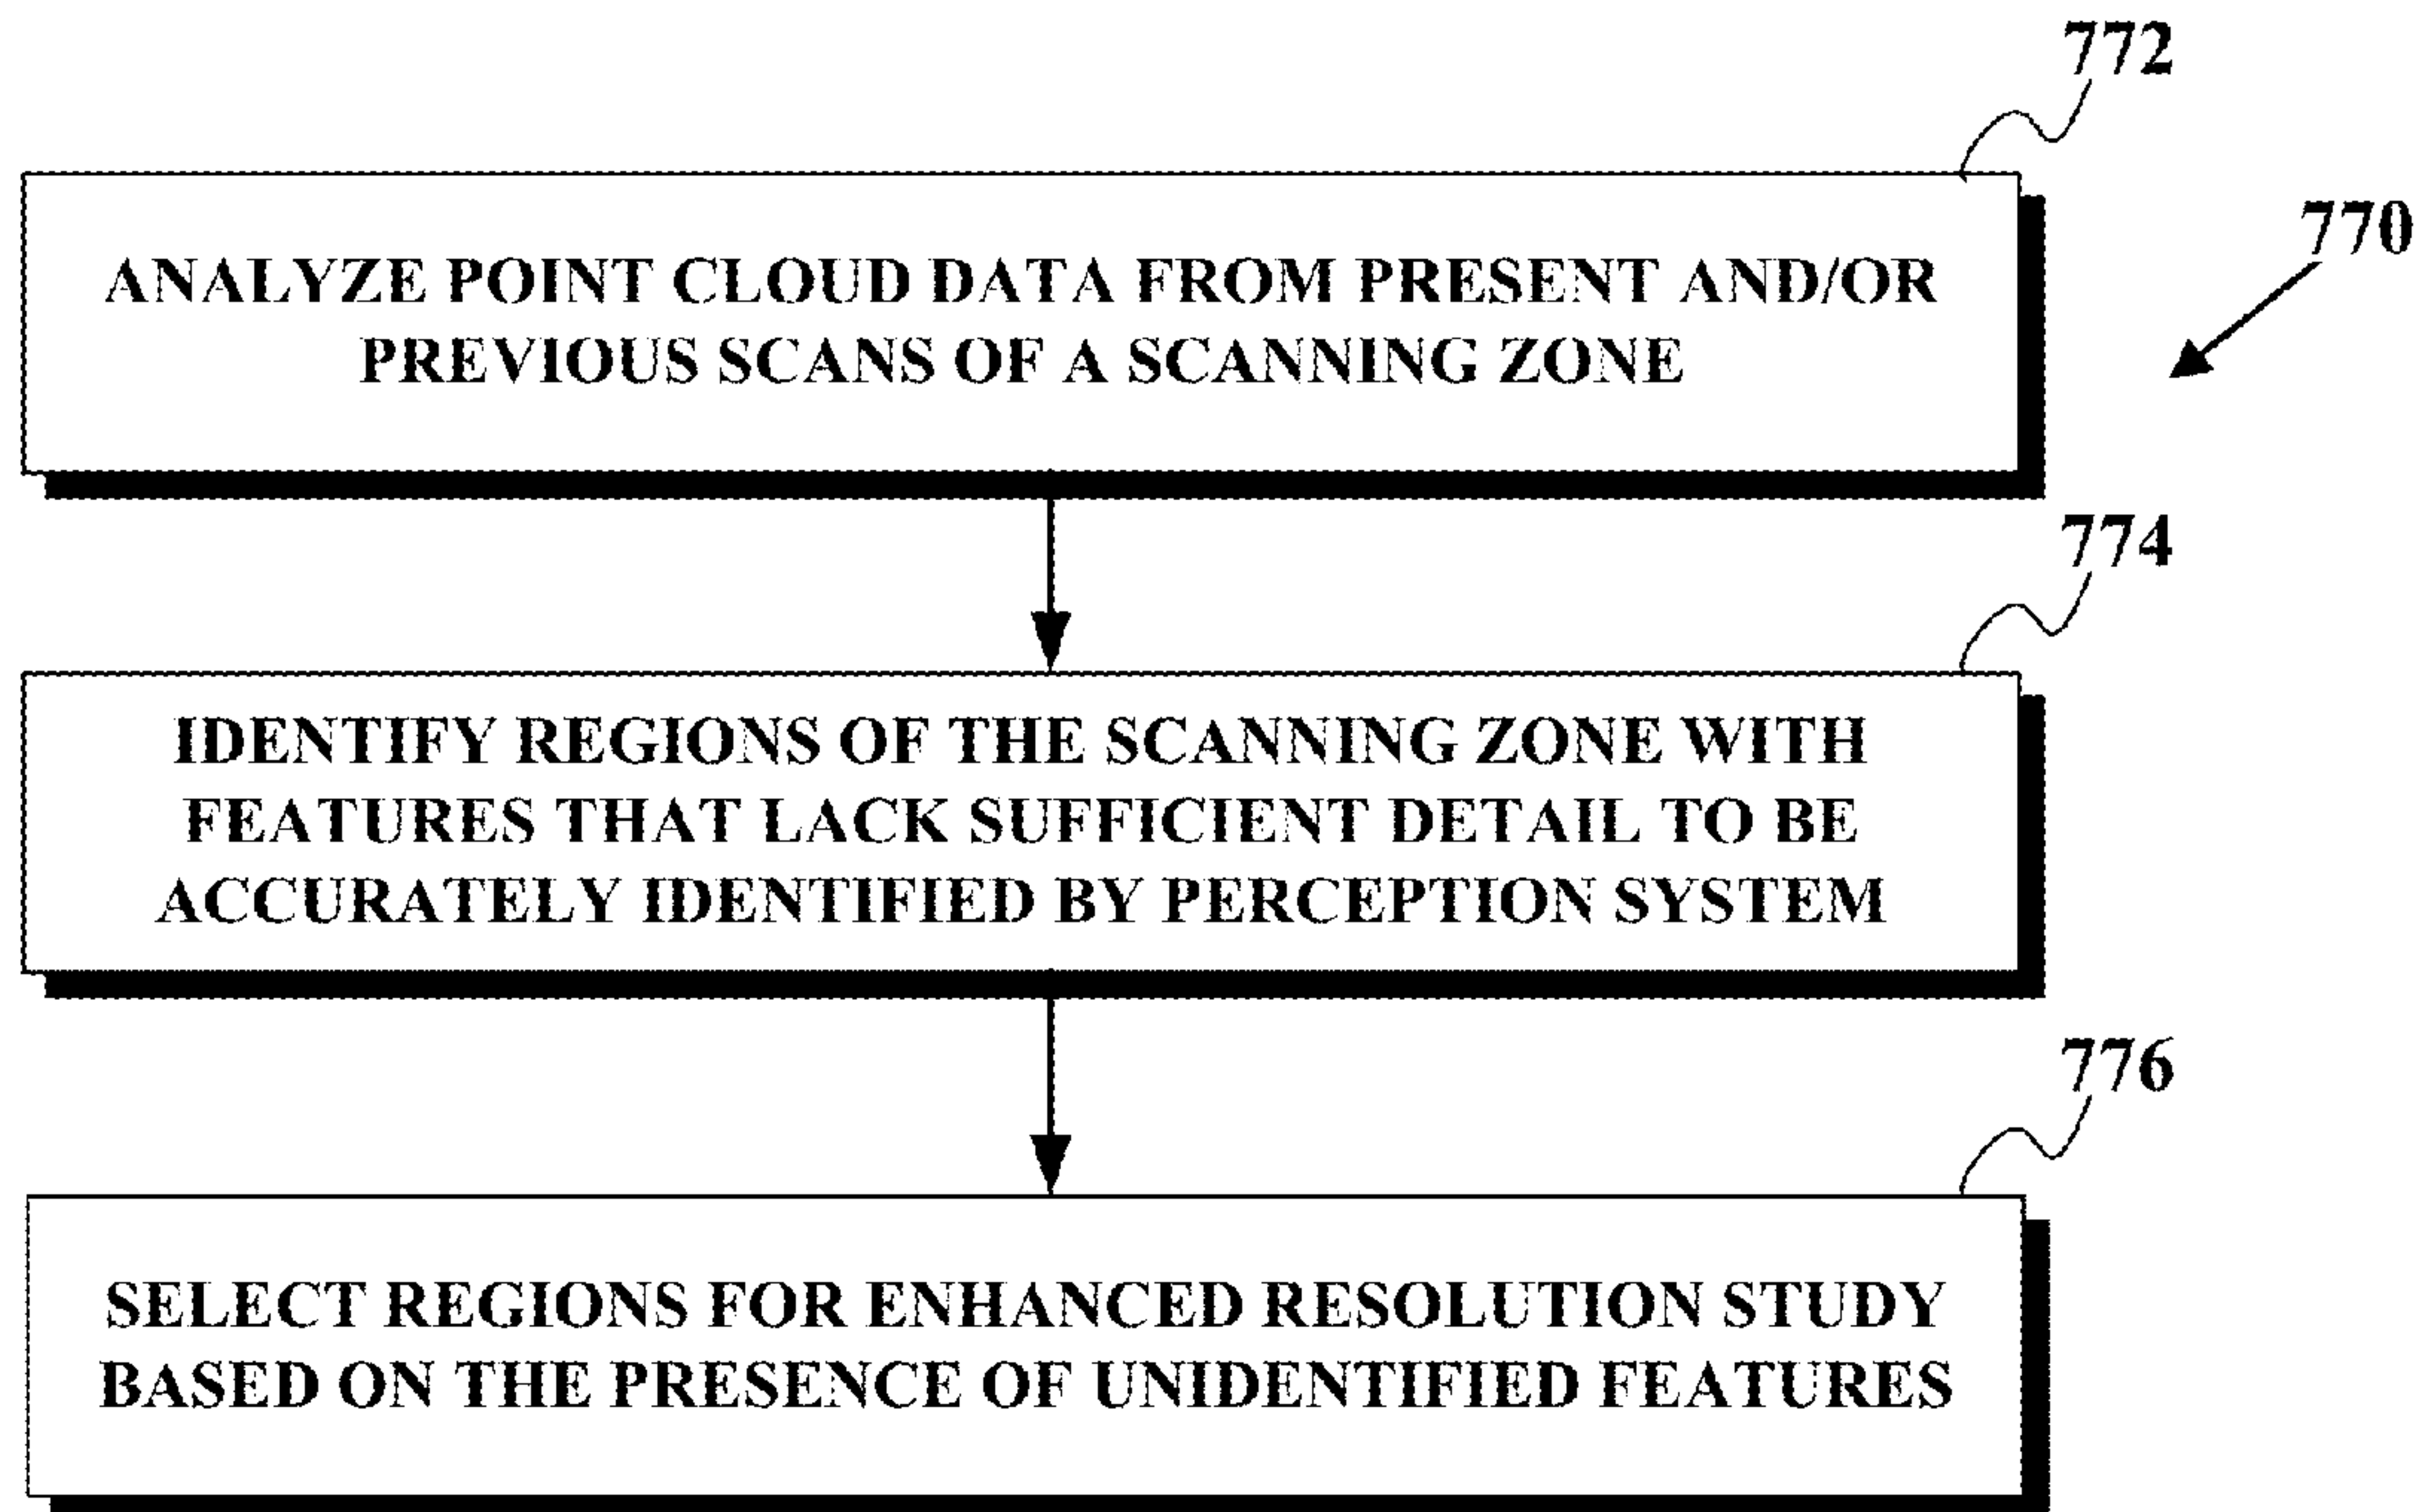 772
770
ANALYZE POINT CLOUD DATA FROM PRESENT AND/OR
PREVIOUS SCANS OF A SCANNING ZONE
774
IDENTIFY REGIONS OF THE SCANNING ZONE WITH
FEATURES THAT LACK SUFFICIENT DETAIL TO BE
ACCURATELY IDENTIFIED BY PERCEPTION SYSTEM
776
SELECT REGIONS FOR ENHANCED RESOLUTION STUDY
BASED ON THE PRESENCE OF UNIDENTIFIED FEATURES